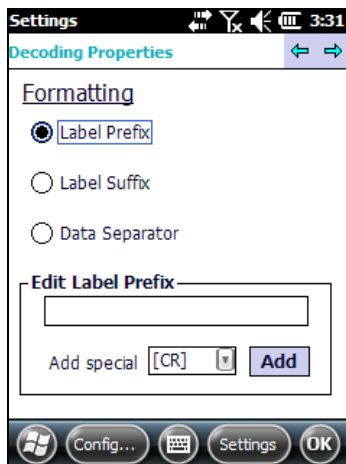 Settings 3:31
Decoding Properties
Formatting
Label Prefix
Label Suffix
Data Separator
Edit Label Prefix
Add special [CR] Add
Config... Settings OK